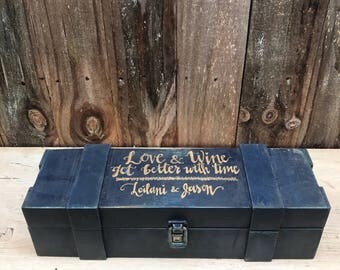 Love & Wine
get better with time
Leilani & Jason